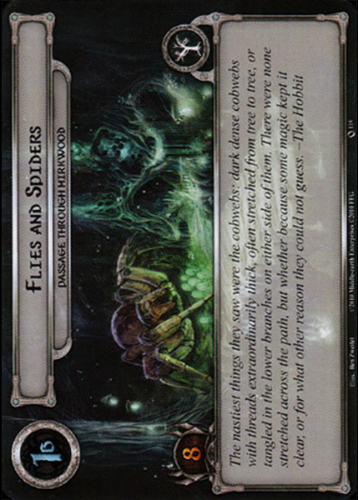 1B
FLIES AND SPIDERS
PASSAGE THROUGH MIRKWOOD
8
The nastiest things they saw were the cobwebs: dark dense cobwebs
with threads extraordinarily thick, often stretched from tree to tree, or
tangled in the lower branches on either side of them. There were none
stretched across the path, but whether because some magic kept it
clear, or for what other reason they could not guess. –The Hobbit
Illus. Ben Zweifel ©2010 Middle-earth Enterprises ©2010 FFG 119